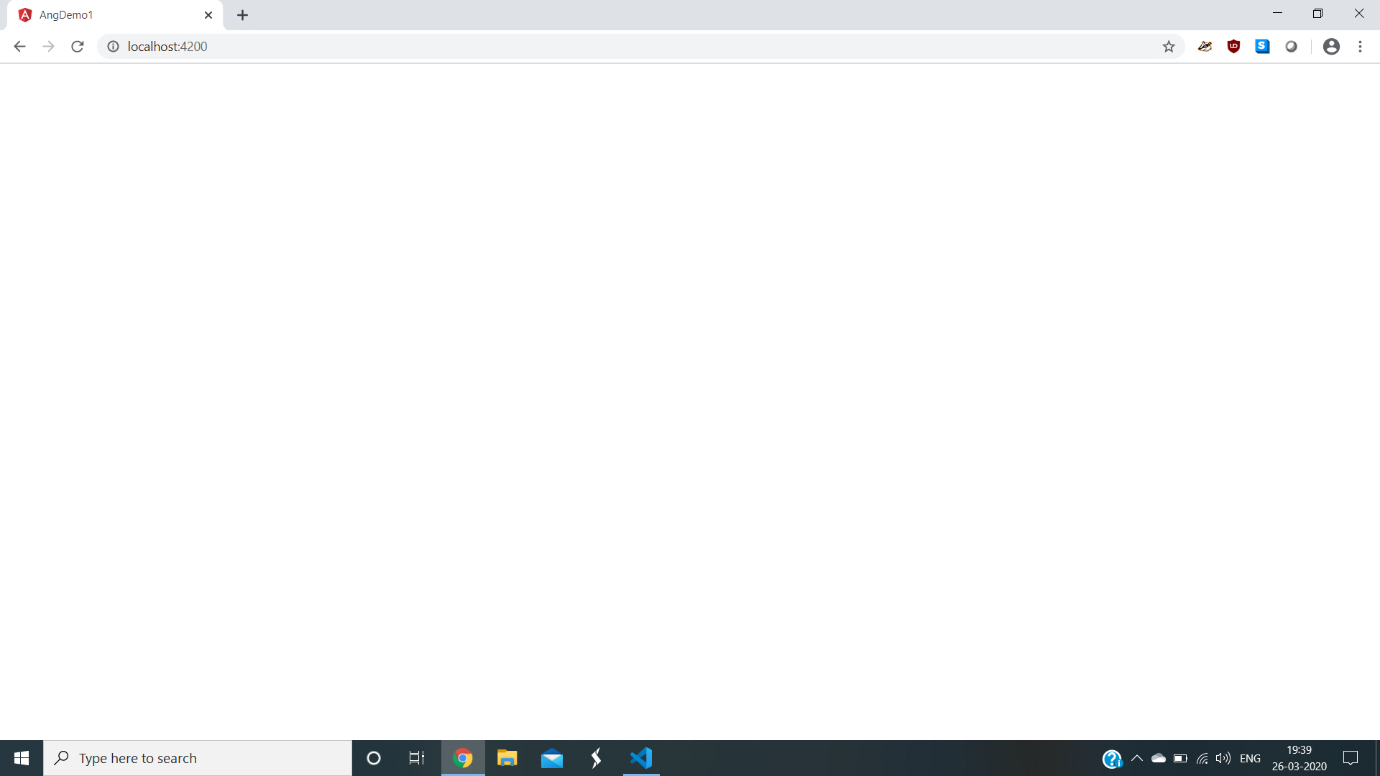 AngDemo1
localhost:4200
Type here to search
ENG
19:39
26-03-2020